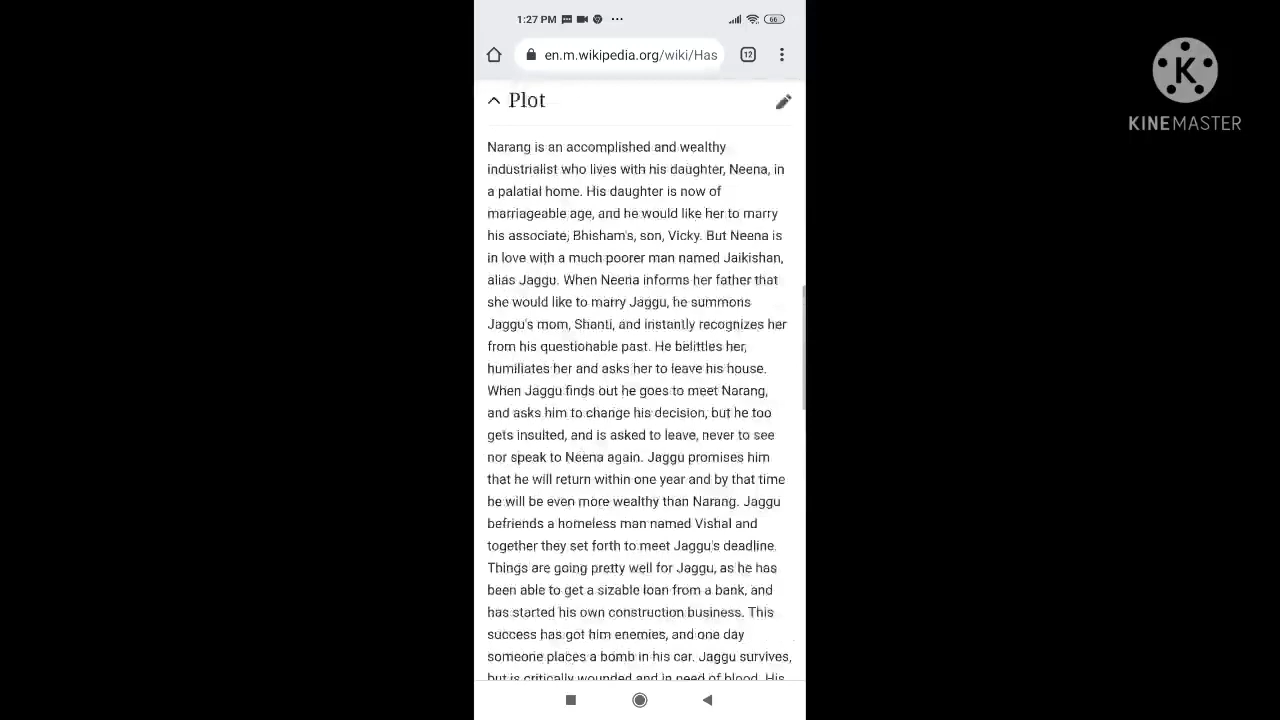 1:27 PM
66
en.m.wikipedia.org/wiki/Has
12
Plot
Narang is an accomplished and wealthy
industrialist who lives with his daughter, Neena, in
a palatial home. His daughter is now of
marriageable age, and he would like her to marry
his associate, Bhisham's, son, Vicky. But Neena is
in love with a much poorer man named Jaikishan,
alias Jaggu. When Neena informs her father that
she would like to marry Jaggu, he summons
Jaggu's mom, Shanti, and instantly recognizes her
from his questionable past. He belittles her,
humiliates her and asks her to leave his house.
When Jaggu finds out he goes to meet Narang,
and asks him to change his decision, but he too
gets insulted, and is asked to leave, never to see
nor speak to Neena again. Jaggu promises him
that he will return within one year and by that time
he will be even more wealthy than Narang. Jaggu
befriends a homeless man named Vishal and
together they set forth to meet Jaggu's deadline.
Things are going pretty well for Jaggu, as he has
been able to get a sizable loan from a bank, and
has started his own construction business. This
success has got him enemies, and one day
someone places a bomb in his car. Jaggu survives,
but is critically wounded and in need of blood. His
K
KINEMASTER